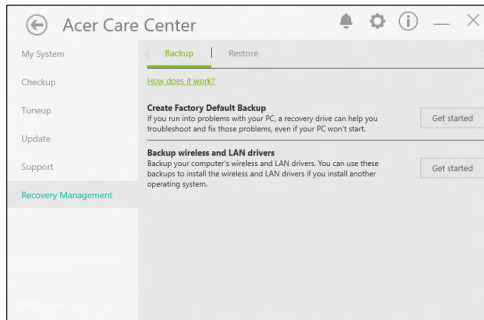 Acer Care Center
My System
Checkup
Tuneup
Update
Support
Recovery Management
Backup
Restore
How does it work?
Create Factory Default Backup
If you run into problems with your PC, a recovery drive can help you
troubleshoot and fix those problems, even if your PC won't start.
Get started
Backup wireless and LAN drivers
Backup your computer's wireless and LAN drivers. You can use these
backups to install the wireless and LAN drivers if you install another
operating system.
Get started